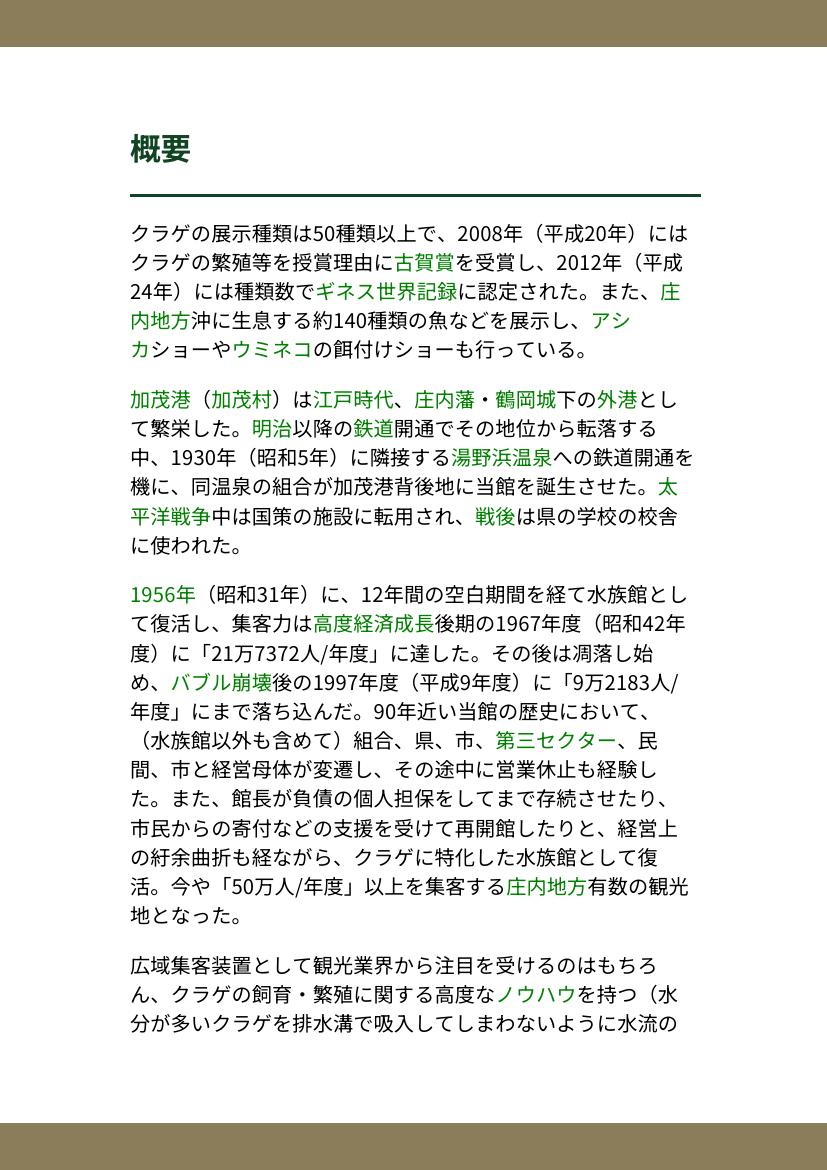 概要
クラゲの展示種類は50種類以上で、2008年（平成20年）には
クラゲの繁殖等を授賞理由に古賀賞を受賞し、2012年（平成
24年）には種類数でギネス世界記録に認定された。また、庄
内地方沖に生息する約140種類の魚などを展示し、アシ
カショーやウミネコの餌付けショーも行っている。
加茂港（加茂村）は江戸時代、庄内藩・鶴岡城下の外港とし
て繁栄した。明治以降の鉄道開通でその地位から転落する
中、1930年（昭和5年）に隣接する湯野浜温泉への鉄道開通を
機に、同温泉の組合が加茂港背後地に当館を誕生させた。太
平洋戦争中は国策の施設に転用され、戦後は県の学校の校舎
に使われた。
1956年（昭和31年）に、12年間の空白期間を経て水族館とし
て復活し、集客力は高度経済成長後期の1967年度（昭和42年
度）に「21万7372人/年度」に達した。その後は凋落し始
め、バブル崩壊後の1997年度（平成9年度）に「9万2183人/
年度」にまで落ち込んだ。90年近い当館の歴史において、
（水族館以外も含めて）組合、県、市、第三セクター、民
間、市と経営母体が変遷し、その途中に営業休止も経験し
た。また、館長が負債の個人担保をしてまで存続させたり、
市民からの寄付などの支援を受けて再開館したりと、経営上
の紆余曲折も経ながら、クラゲに特化した水族館として復
活。今や「50万人/年度」以上を集客する庄内地方有数の観光
地となった。
広域集客装置として観光業界から注目を受けるのはもちろ
ん、クラゲの飼育・繁殖に関する高度なノウハウを持つ（水
分が多いクラゲを排水溝で吸入してしまわないように水流の